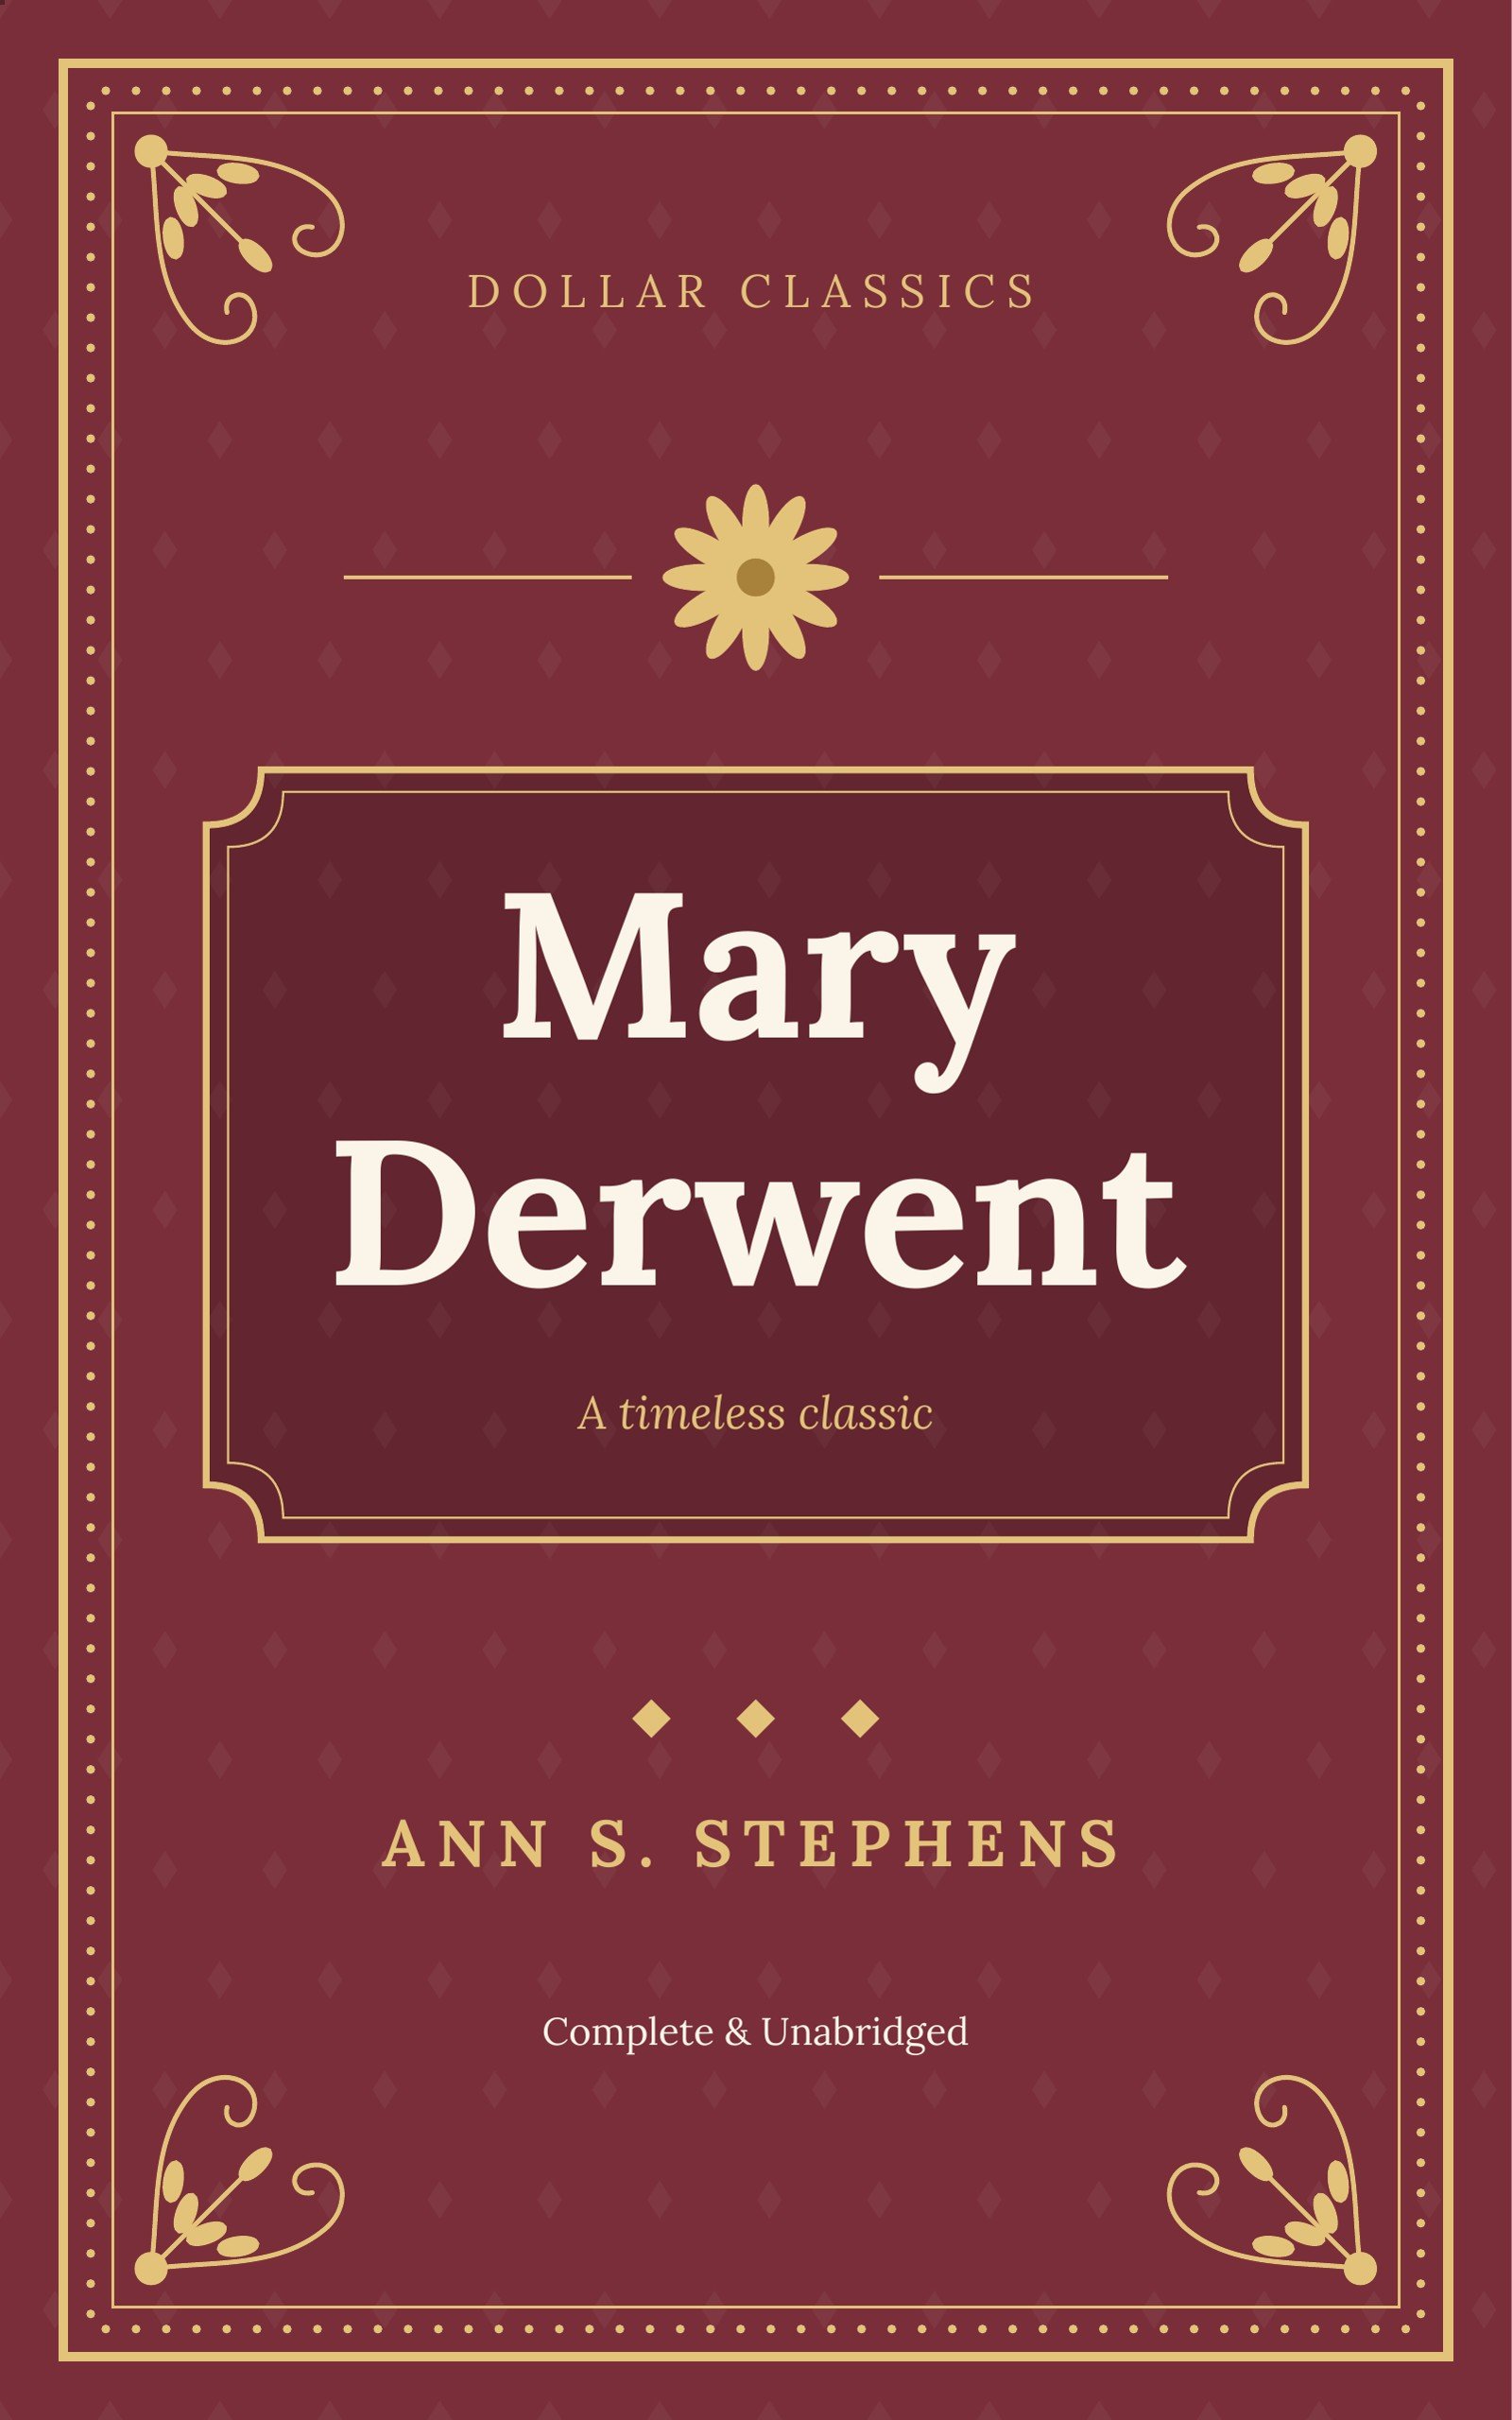 DOLLAR CLASSICS
Mary
Derwent
A timeless classic
ANN S. STEPHENS
Complete & Unabridged